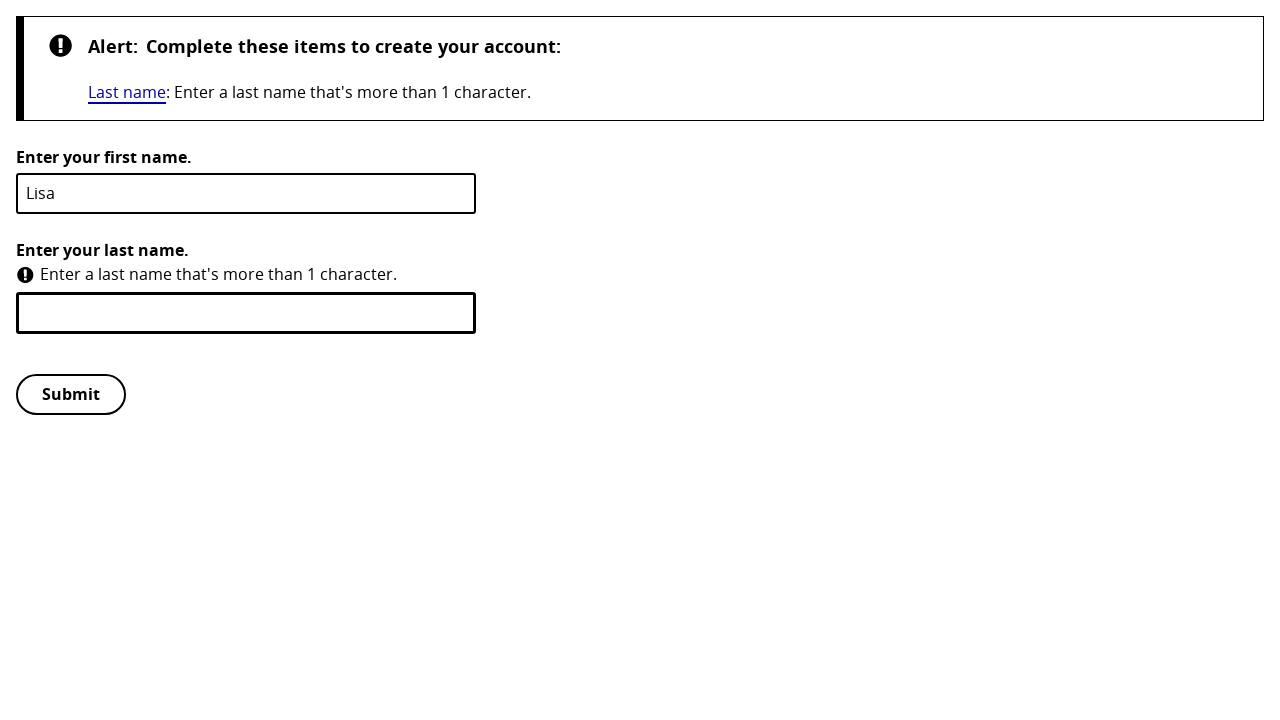 Alert: Complete these items to create your account:
Last name: Enter a last name that's more than 1 character.
Enter your first name.
Lisa
Enter your last name.
Enter a last name that's more than 1 character.
Submit